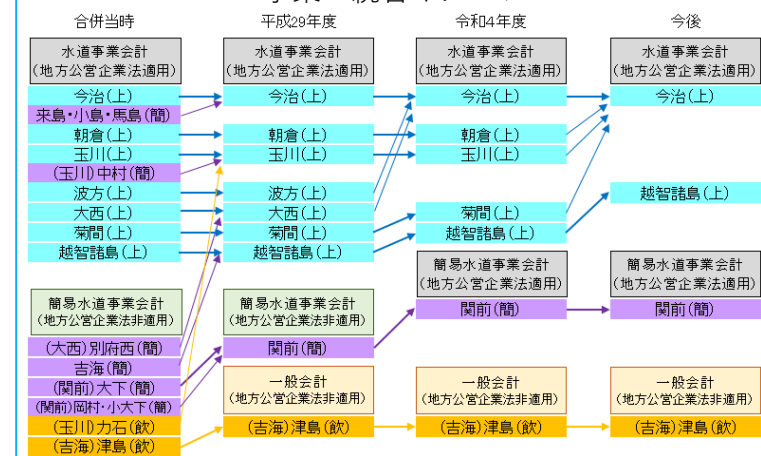 合併当時
水道事業会計
(地方公営企業法適用)
今治(上)
来島・小島・馬島(簡)
朝倉(上)
玉川(上)
(玉川)中村(簡)
波方(上)
大西(上)
菊間(上)
越智諸島(上)
簡易水道事業会計
(地方公営企業法非適用)
(大西)別府西(簡)
吉海(簡)
(関前)大下(簡)
(関前)岡村・小大下(簡)
(玉川)力石(飲)
(吉海)津島(飲)
平成29年度
水道事業会計
(地方公営企業法適用)
今治(上)
朝倉(上)
玉川(上)
波方(上)
大西(上)
菊間(上)
越智諸島(上)
簡易水道事業会計
(地方公営企業法非適用)
関前(簡)
一般会計
(地方公営企業法非適用)
(吉海)津島(飲)
令和4年度
水道事業会計
(地方公営企業法適用)
今治(上)
朝倉(上)
玉川(上)
菊間(上)
越智諸島(上)
簡易水道事業会計
(地方公営企業法適用)
関前(簡)
一般会計
(地方公営企業法非適用)
(吉海)津島(飲)
今後
水道事業会計
(地方公営企業法適用)
今治(上)
越智諸島(上)
簡易水道事業会計
(地方公営企業法適用)
関前(簡)
一般会計
(地方公営企業法非適用)
(吉海)津島(飲)